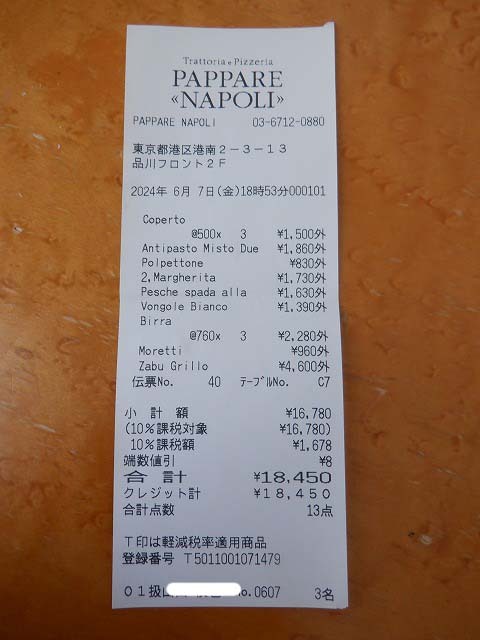 Trattoria e Pizzeria
PAPPARE
«NAPOLI»
PAPPARE NAPOLI 03-6712-0880
東京都港区港南2-3-13
品川フロント2F
2024年 6月 7日(金)18時53分000101
Coperto
@500x 3 ¥1,500外
Antipasto Misto Due ¥1,860外
Polpettone ¥830外
2,Margherita ¥1,730外
Pesche spada alla ¥1,630外
Vongole Bianco ¥1,390外
Birra
@760x 3 ¥2,280外
Moretti ¥960外
Zabu Grillo ¥4,600外
伝票No. 40 テーブルNo. C7
小 計 額 ¥16,780
(10%課税対象 ¥16,780)
10%課税額 ¥1,678
端数値引 ¥8
合 計 ¥18,450
クレジット計 ¥18,450
合計点数 13点
T印は軽減税率適用商品
登録番号 T5011001071479
01扱 No.0607 3名